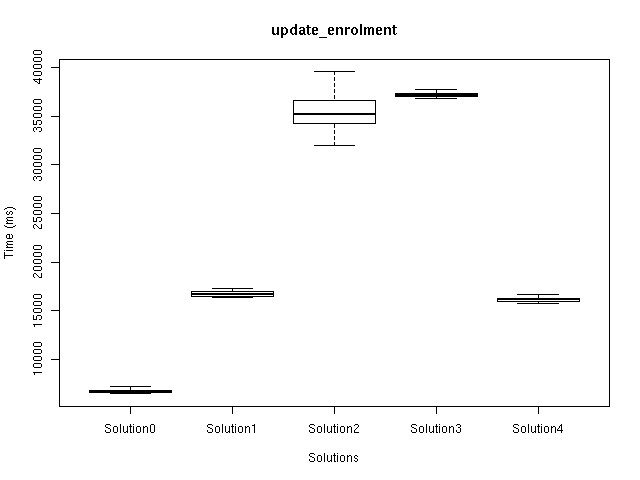 update_enrolment
Time (ms)
40000
35000
30000
25000
20000
15000
10000
Solution0 Solution1 Solution2 Solution3 Solution4
Solutions